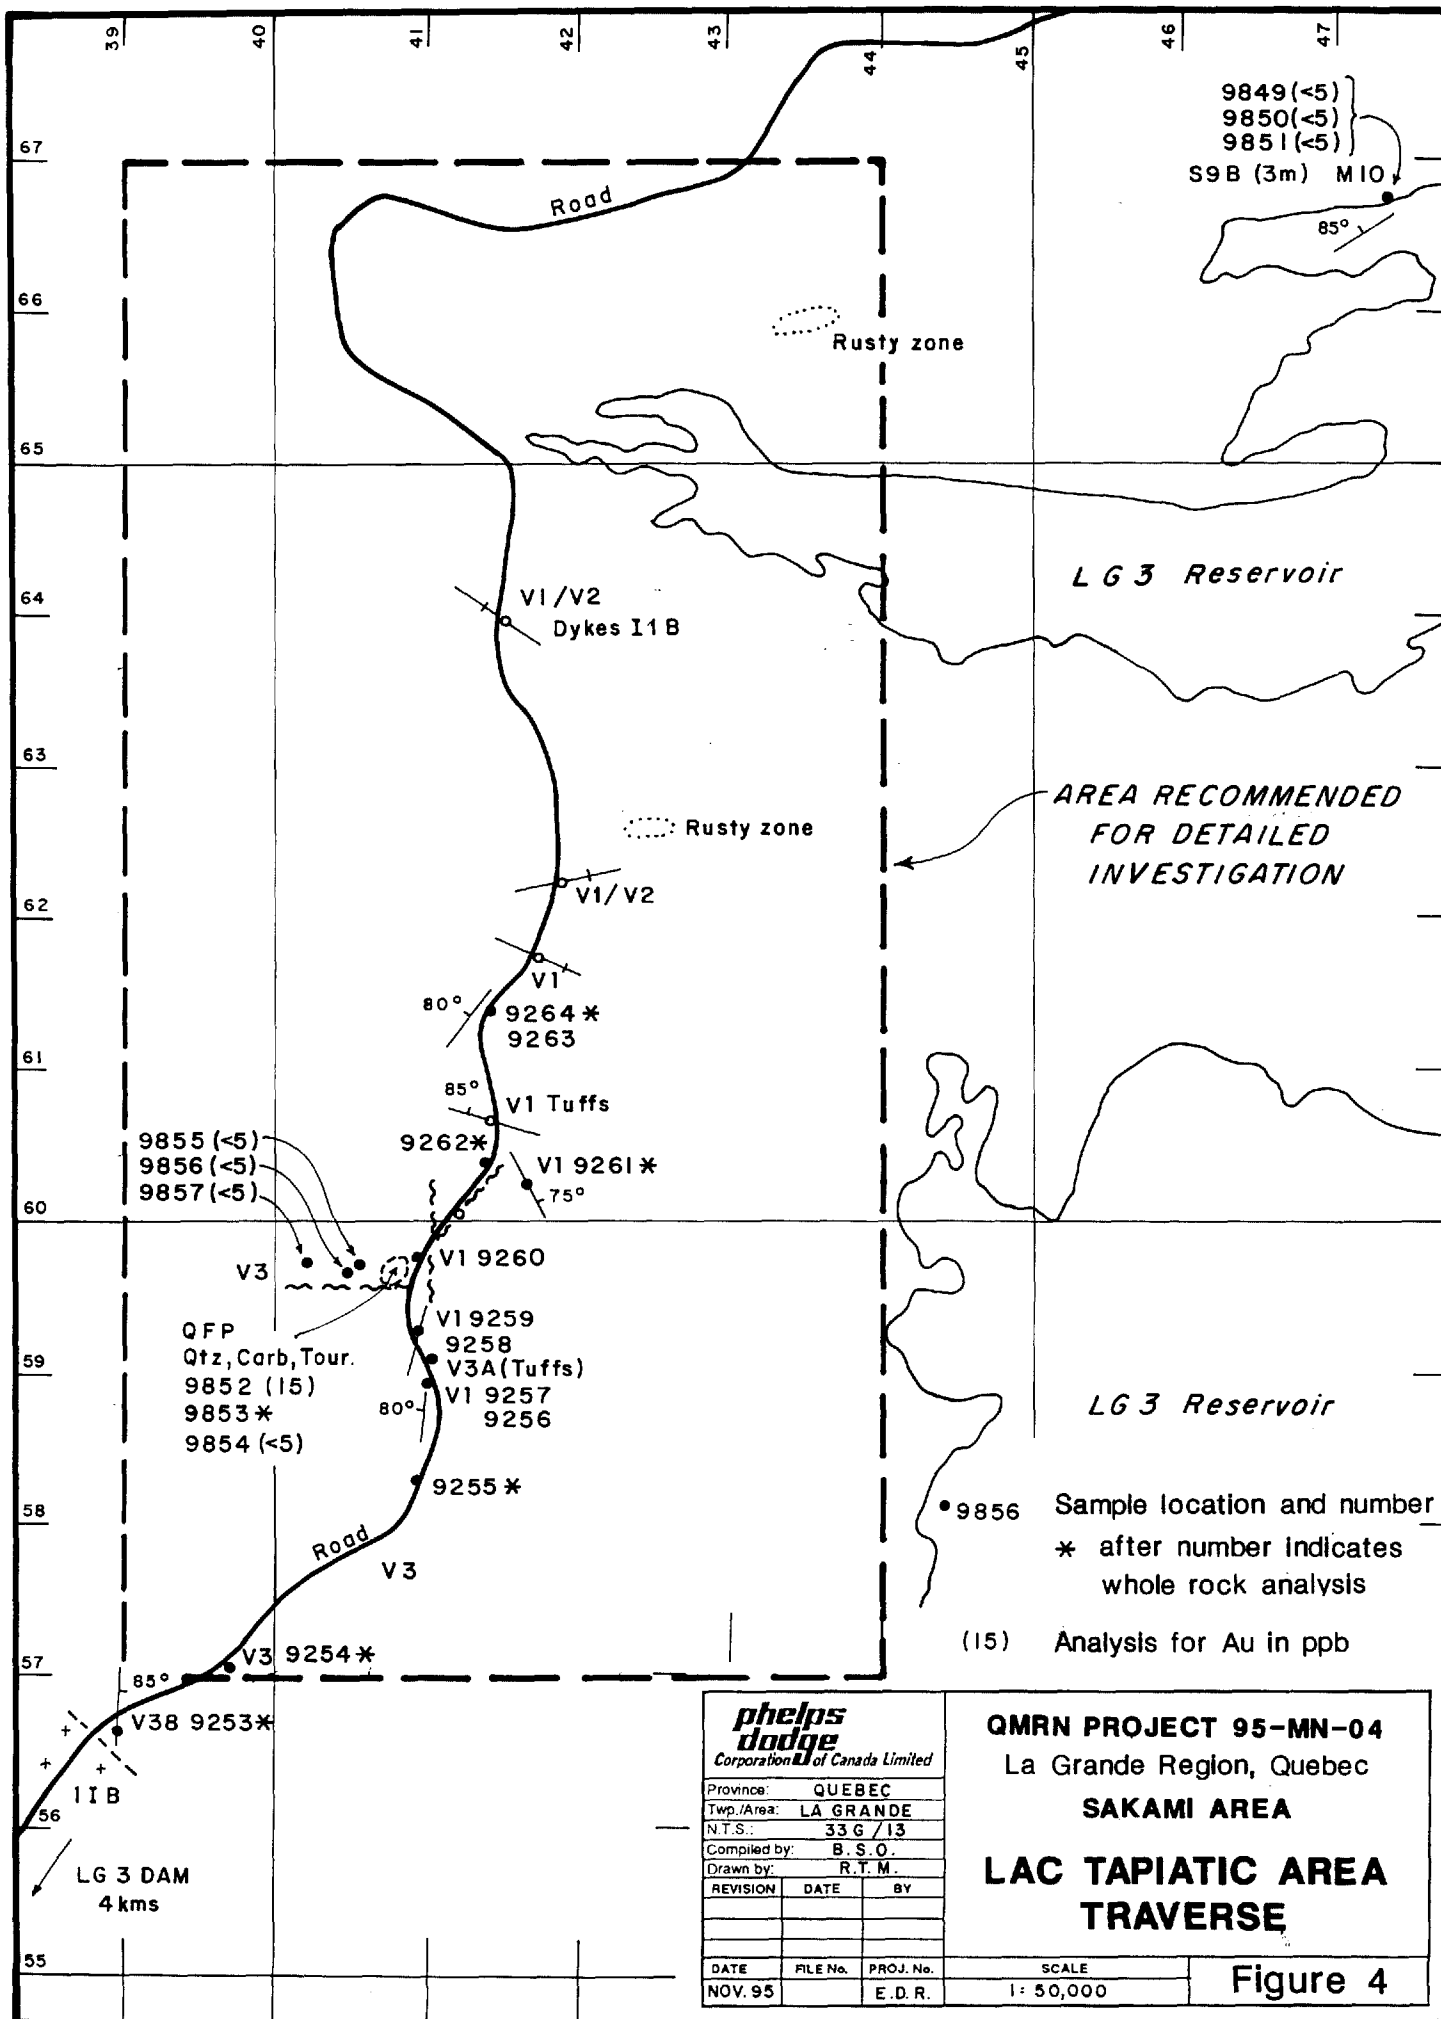 39
40
41
42
43
44
45
46
47
9849 (<5)
9850 (<5)
9851 (<5)
S9B (3m) M10
85°
67
Road
66
Rusty zone
65
LG 3 Reservoir
64
V1/V2
Dykes I1B
63
AREA RECOMMENDED
FOR DETAILED
INVESTIGATION
Rusty zone
V1/V2
62
V1
80°
9264 *
9263
61
85°
V1 Tuffs
9262 *
9855 (<5)
9856 (<5)
9857 (<5)
V1 9261 *
75°
60
V1 9260
V3
QFP
Qtz, Carb, Tour.
9852 (15)
9853 *
9854 (<5)
V1 9259
9258
V3A (Tuffs)
V1 9257
9256
80°
59
LG 3 Reservoir
9255 *
58
9856 Sample location and number
* after number indicates
whole rock analysis
(15) Analysis for Au in ppb
Road
V3
V3 9254 *
57
85°
V38 9253 *
1IB
56
LG 3 DAM
4 kms
55
phelps
dodge
Corporation of Canada Limited
Province: QUEBEC
Twp./Area: LA GRANDE
N.T.S.: 33 G / 13
Compiled by: B. S. O.
Drawn by: R. T. M.
REVISION DATE BY
DATE FILE No. PROJ. No.
NOV. 95 E. D. R.
QMRN PROJECT 95-MN-04
La Grande Region, Quebec
SAKAMI AREA
LAC TAPIATIC AREA
TRAVERSE
SCALE
1: 50,000
Figure 4